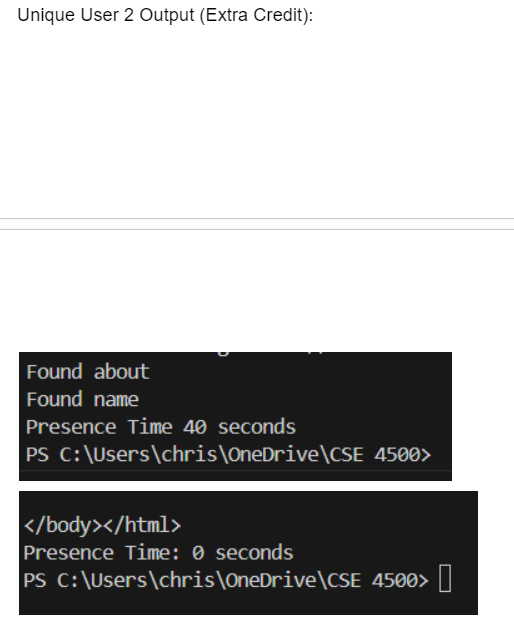 Unique User 2 Output (Extra Credit):
Found about
Found name
Presence Time 40 seconds
PS C:\Users\chris\OneDrive\CSE 4500>
</body></html>
Presence Time: 0 seconds
PS C:\Users\chris\OneDrive\CSE 4500>